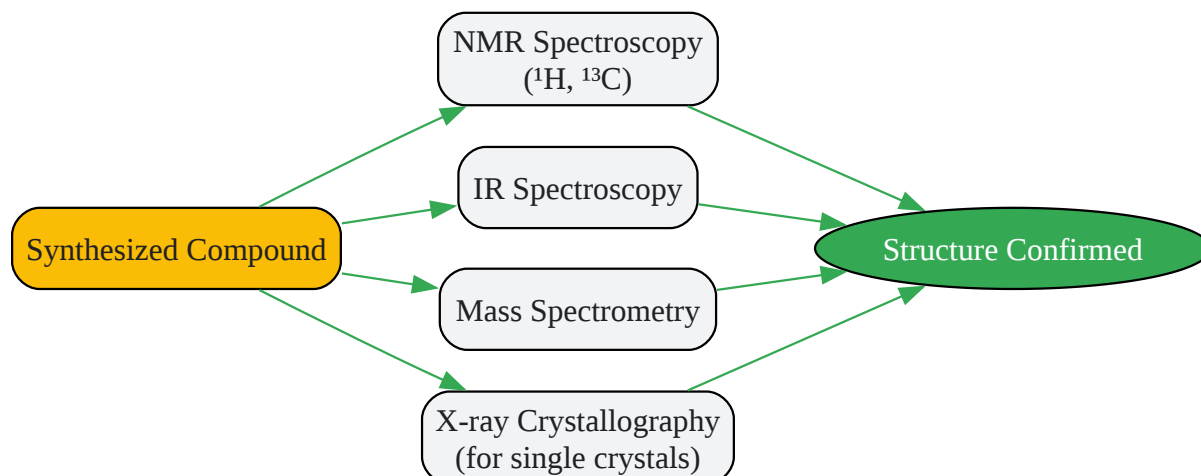 NMR Spectroscopy
(¹H, ¹³C)
IR Spectroscopy
Synthesized Compound
Structure Confirmed
Mass Spectrometry
X-ray Crystallography
(for single crystals)